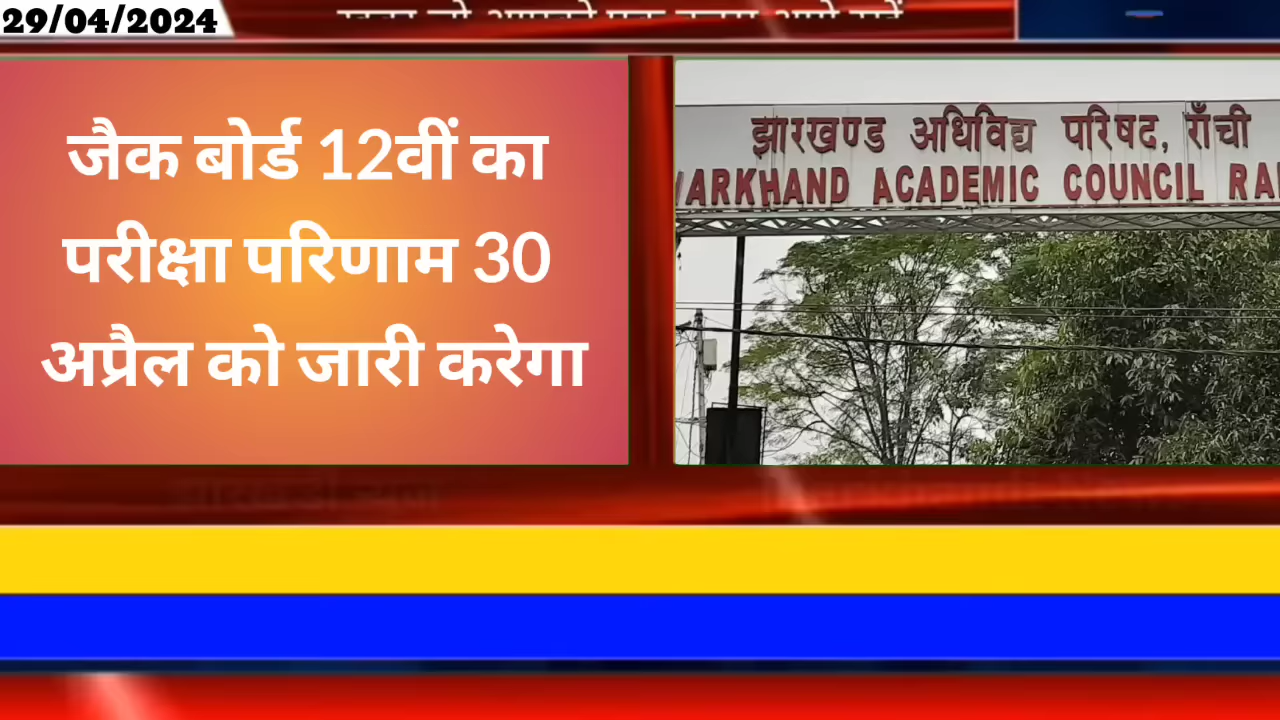 29/04/2024
जैक बोर्ड 12वीं का
परीक्षा परिणाम 30
अप्रैल को जारी करेगा
झारखण्ड अधिविद्य परिषद, राँची
ARKHAND ACADEMIC COUNCIL RA